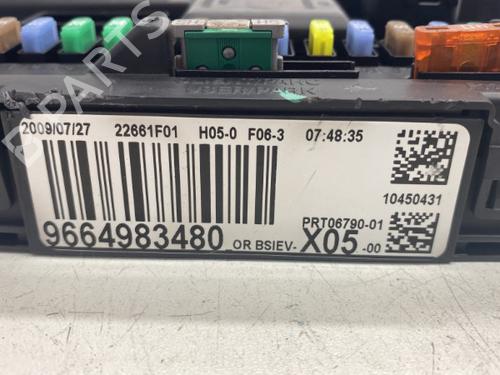 2009/07/27 22661F01 H05-0 F06-3 07:48:35
10450431
PRT06790-01
9664983480 OR BSIEV- X05 -00
B-PARTS